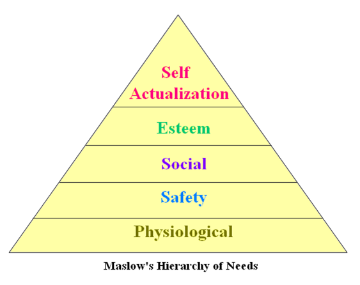 Self
Actualization
Esteem
Social
Safety
Physiological
Maslow's Hierarchy of Needs